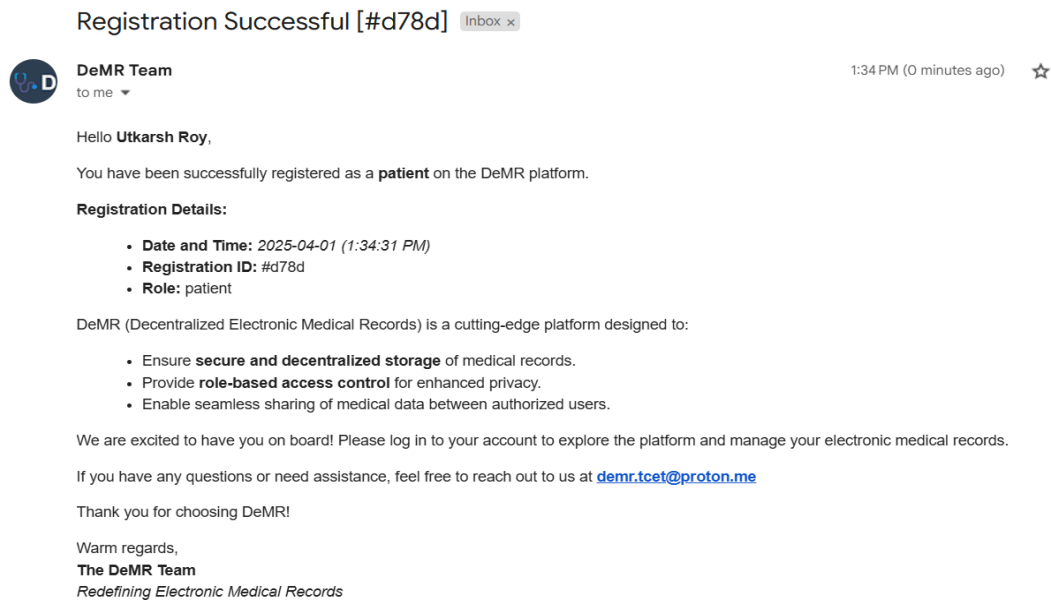 Registration Successful [#d78d] Inbox ×
D
DeMR Team 1:34 PM (0 minutes ago)
to me
Hello Utkarsh Roy,
You have been successfully registered as a patient on the DeMR platform.
Registration Details:
• Date and Time: 2025-04-01 (1:34:31 PM)
• Registration ID: #d78d
• Role: patient
DeMR (Decentralized Electronic Medical Records) is a cutting-edge platform designed to:
• Ensure secure and decentralized storage of medical records.
• Provide role-based access control for enhanced privacy.
• Enable seamless sharing of medical data between authorized users.
We are excited to have you on board! Please log in to your account to explore the platform and manage your electronic medical records.
If you have any questions or need assistance, feel free to reach out to us at demr.tcet@proton.me
Thank you for choosing DeMR!
Warm regards,
The DeMR Team
Redefining Electronic Medical Records